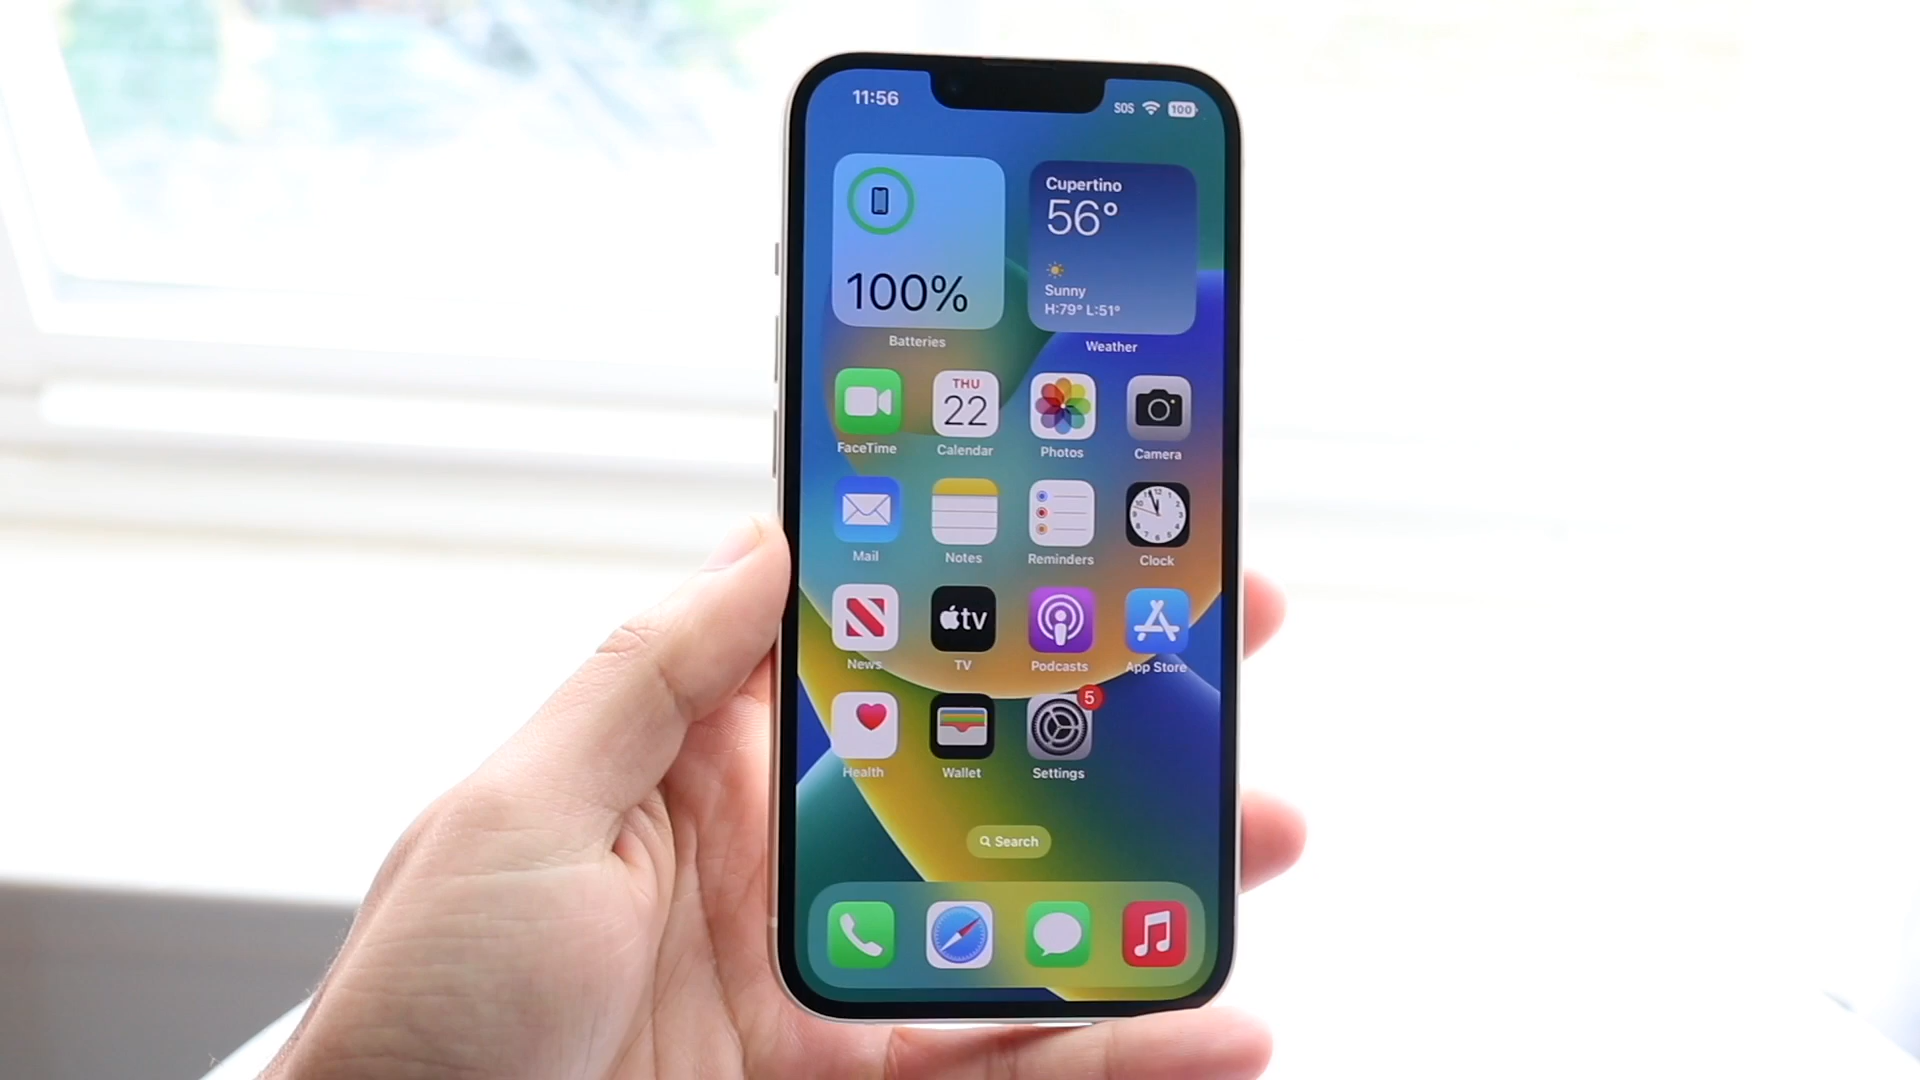 11:56
SOS 100
100%
Batteries
Cupertino
56°
Sunny
H:79° L:51°
Weather
THU
22
FaceTime
Calendar
Photos
Camera
Mail
Notes
Reminders
Clock
tv
News
TV
Podcasts
App Store
5
Health
Wallet
Settings
Search